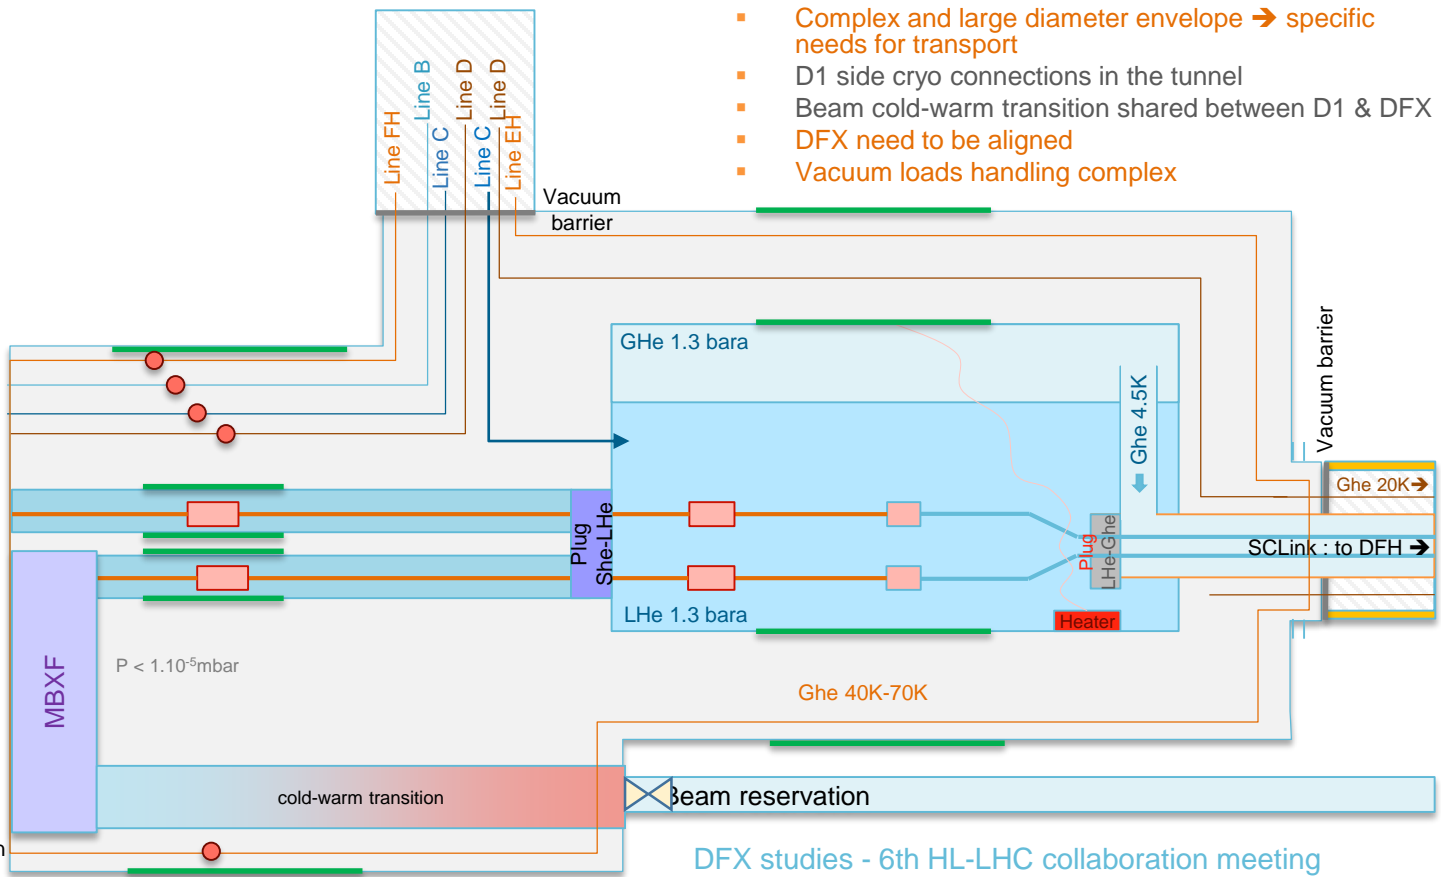 Complex and large diameter envelope ➔ specific
needs for transport
D1 side cryo connections in the tunnel
Beam cold-warm transition shared between D1 & DFX
DFX need to be aligned
Vacuum loads handling complex
Line FH
Line B
Line C
Line D
Line C
Line D
Line EH
Vacuum
barrier
GHe 1.3 bara
Ghe 4.5K
Vacuum barrier
Ghe 20K➔
Plug
She-LHe
Plug
LHe-Ghe
SCLink : to DFH ➔
LHe 1.3 bara
Heater
MBXF
P < 1.10-5mbar
Ghe 40K-70K
cold-warm transition
Beam reservation
DFX studies - 6th HL-LHC collaboration meeting